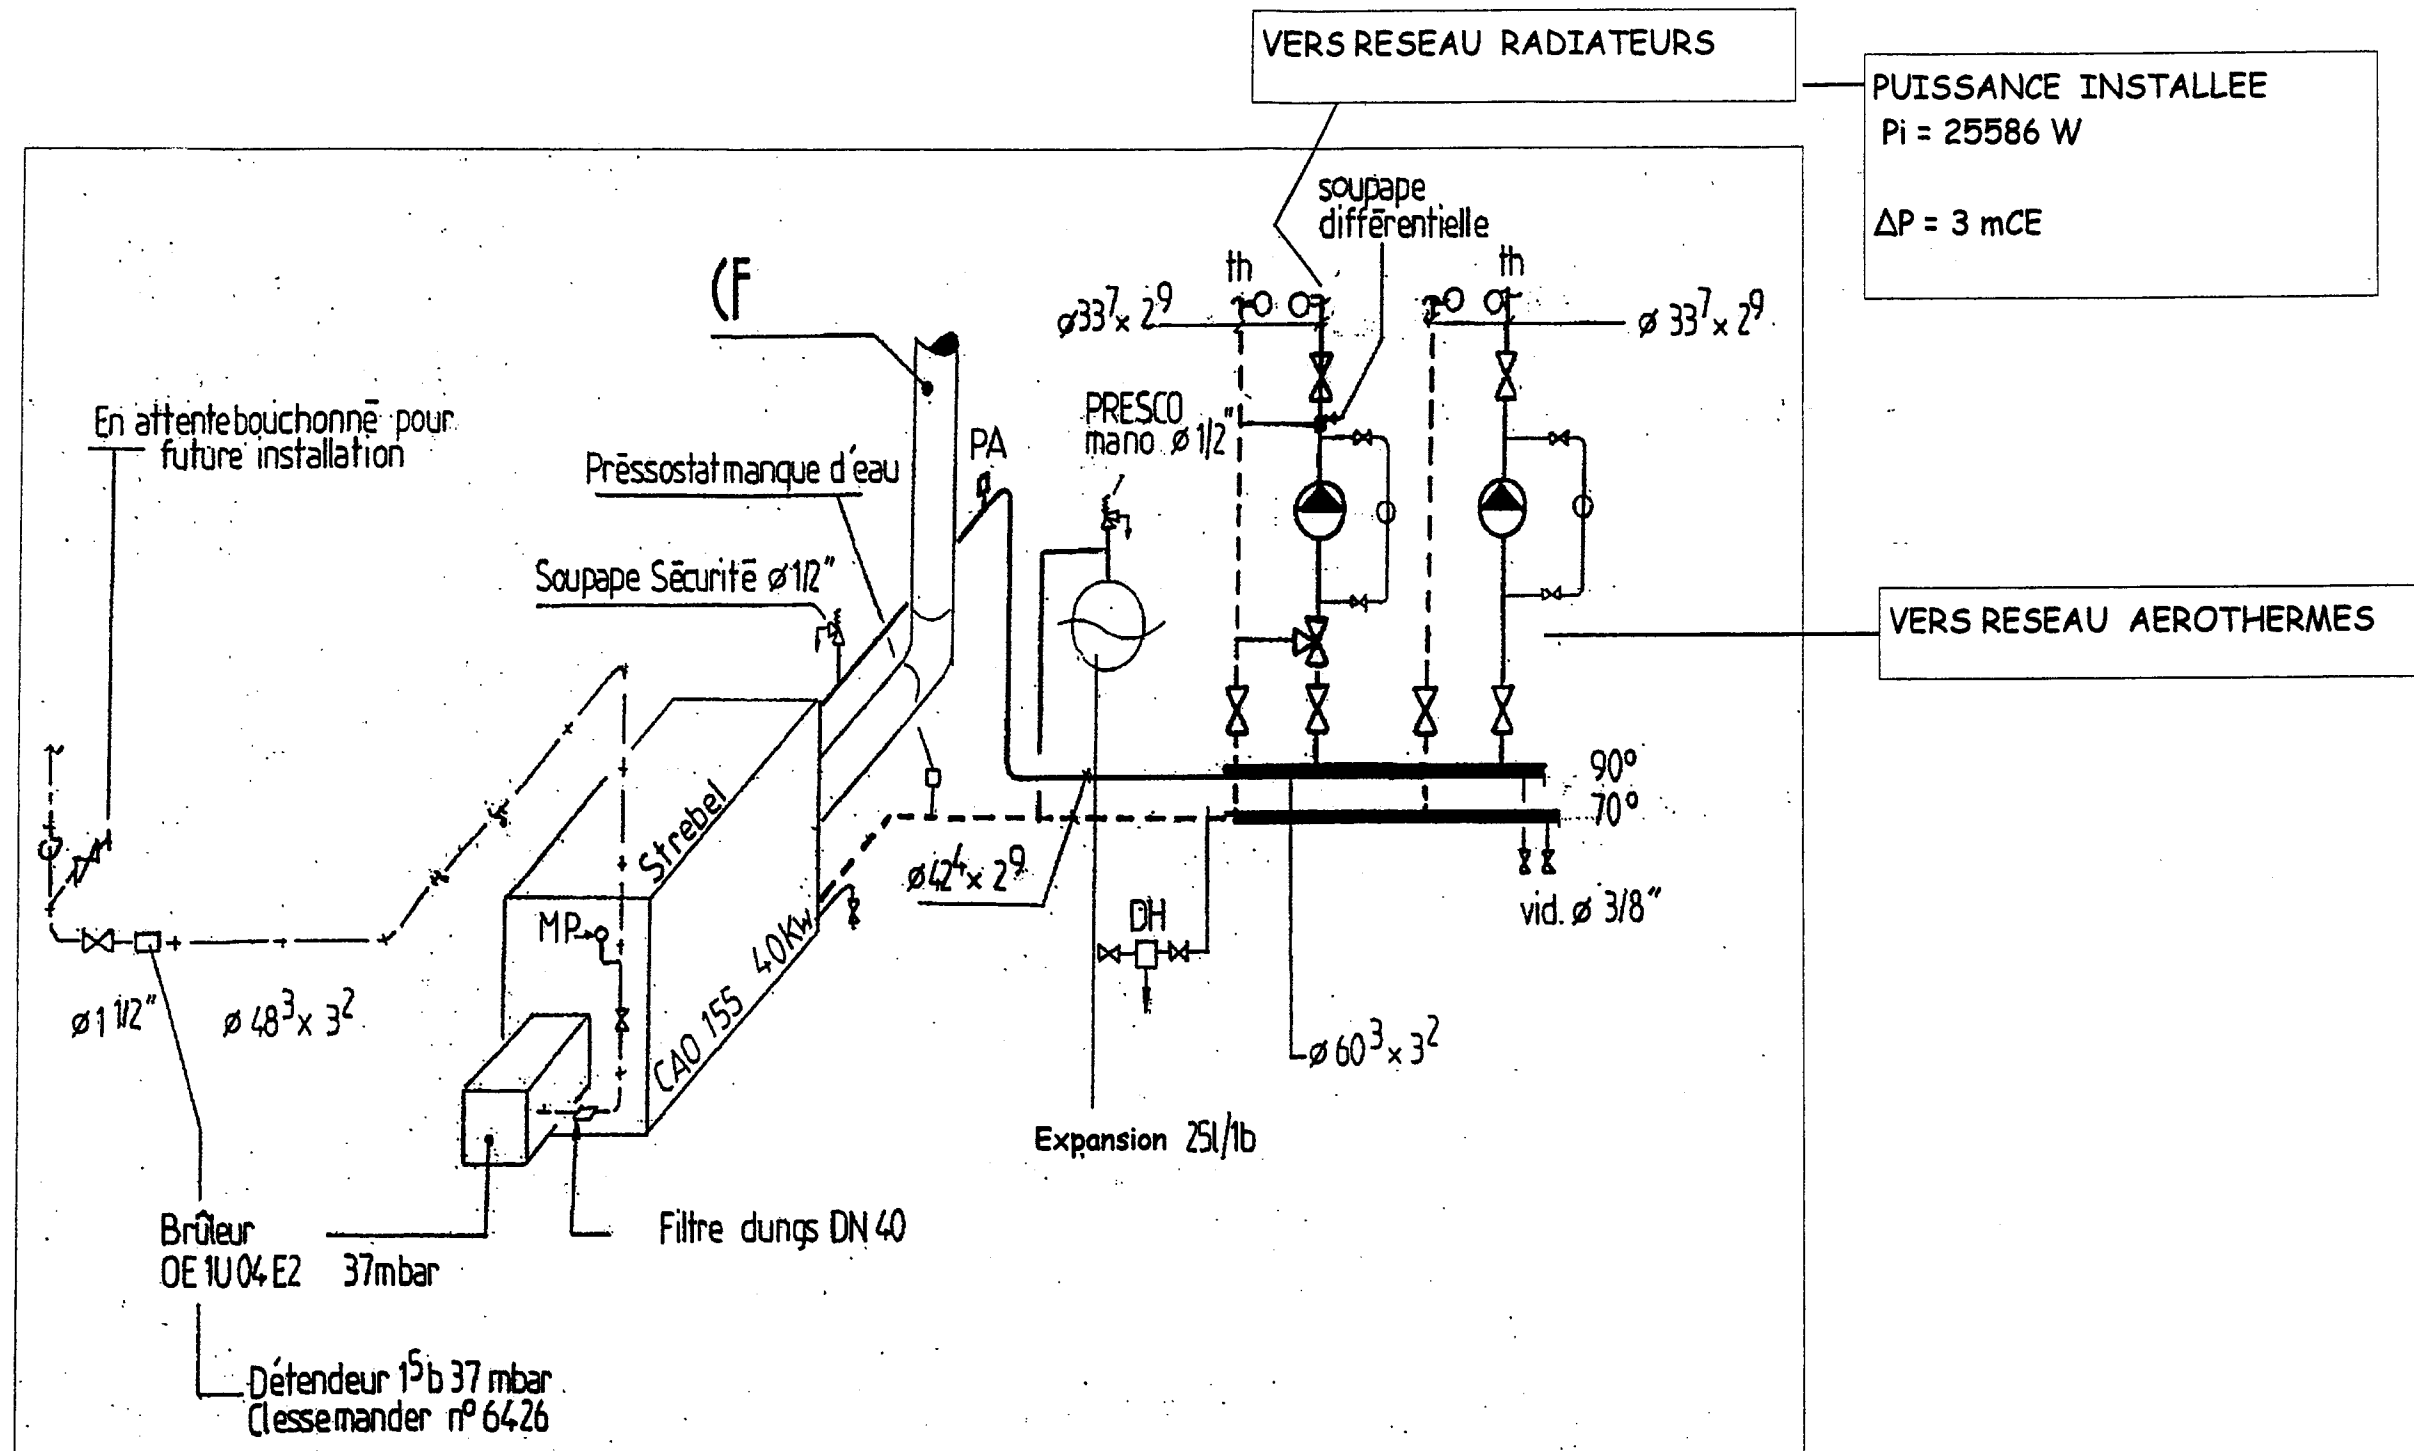 VERS RESEAU RADIATEURS
PUISSANCE INSTALLEE
Pi = 25586 W
ΔP = 3 mCE
soupape
différentielle
(F
th
th
ø33⁷x 2⁹
ø 33⁷x 2⁹
En attente bouchonné pour
future installation
PRESCO
mano ø 1/2"
PA
Préssostat manque d'eau
Soupape Sécurité ø 1/2"
VERS RESEAU AEROTHERMES
90°
70°
Strebel
ø42⁴x 2⁹
vid. ø 3/8"
DH
MP
CAO 155 40KW
ø1 1/2"
ø 48³x 3²
ø 60³x 3²
Expansion 25l/1b
Brûleur
OE 1U 04 E2 37mbar
Filtre dungs DN 40
Détendeur 1⁵b 37 mbar
Clessemander n° 6426